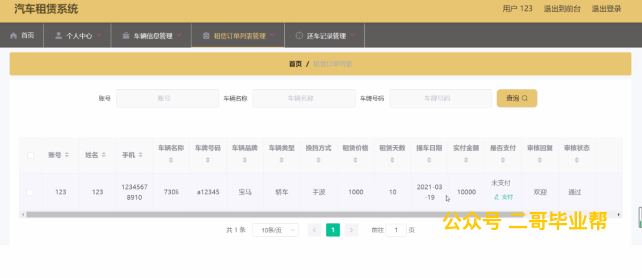 汽车租赁系统
用户 123 退出到前台 退出登录
首页 个人中心 车辆信息管理 租赁订单列表管理 还车记录管理
首页 / 租赁订单列表
账号 账号 车辆名称 车辆名称 车牌号码 车牌号码 查询
账号 姓名 手机 车辆名称 车牌号码 车辆品牌 车辆类型 换挡方式 租赁价格 租赁天数 提车日期 实付金额 是否支付 审核回复 审核状态
123 123 12345678910 730li a12345 宝马 轿车 手波 1000 10 2021-03-19 10000 未支付 欢迎 通过
支付
公众号 二哥毕业帮
共 1 条 10条/页 1 前往 1 页